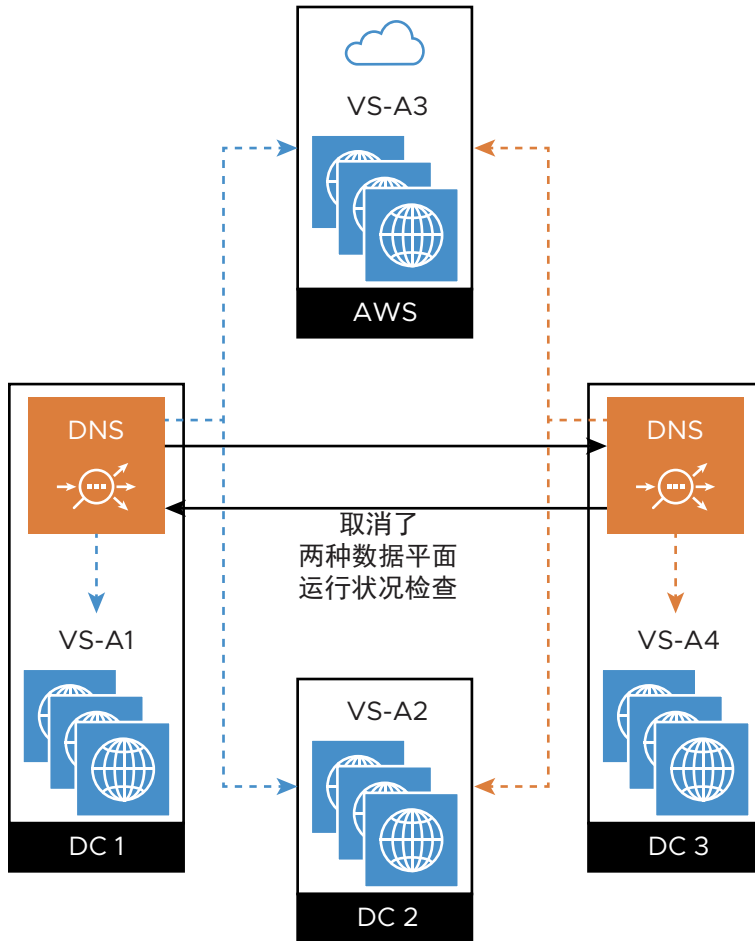 VS-A3
AWS
DNS
DNS
取消了
两种数据平面
运行状况检查
VS-A1
VS-A4
VS-A2
DC 1
DC 3
DC 2